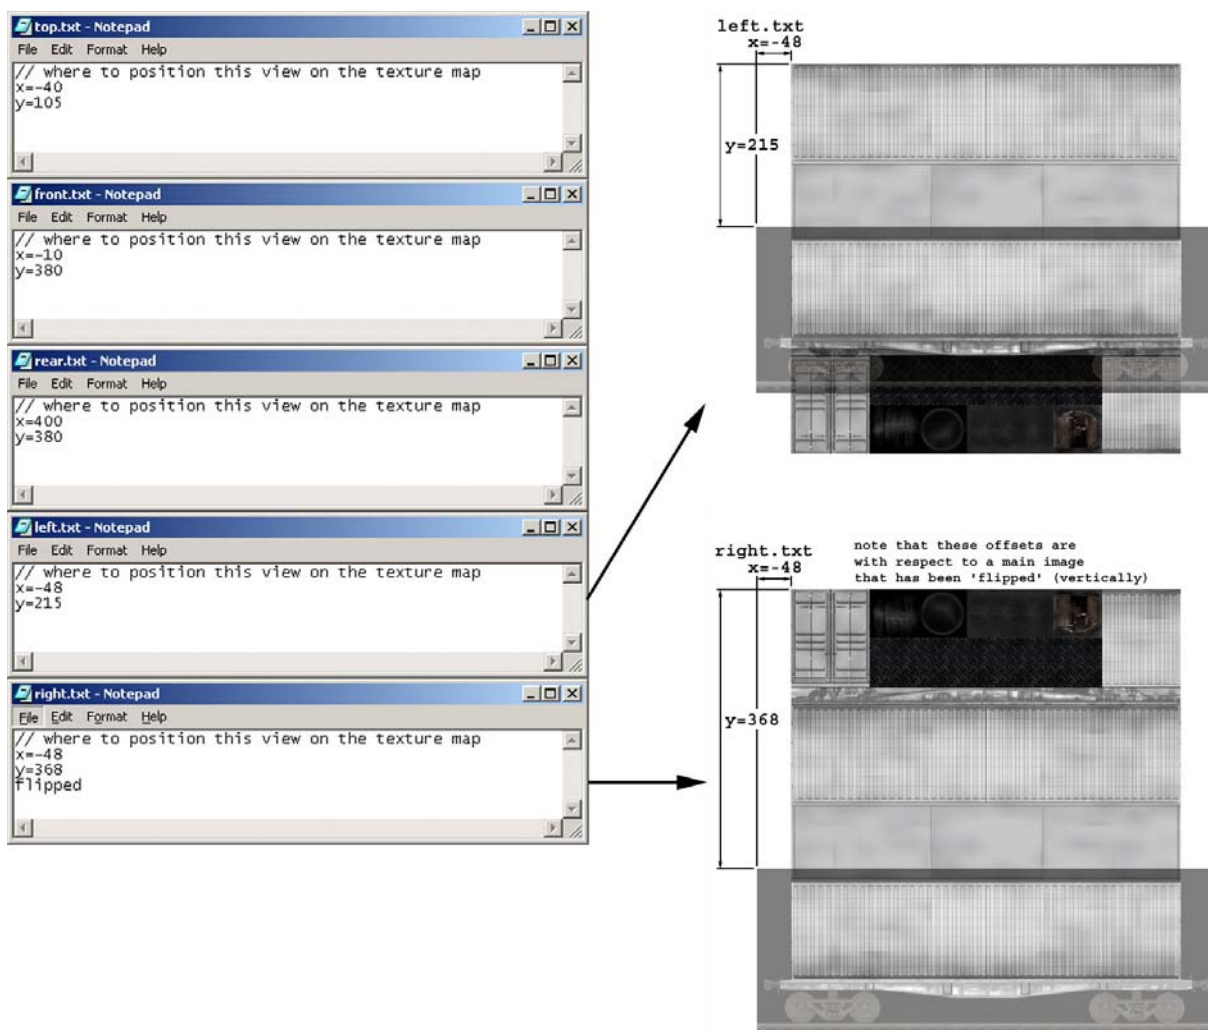 top.txt - Notepad
File Edit Format Help
// where to position this view on the texture map
x=-40
y=105
front.txt - Notepad
File Edit Format Help
// where to position this view on the texture map
x=-10
y=380
rear.txt - Notepad
File Edit Format Help
// where to position this view on the texture map
x=400
y=380
left.txt - Notepad
File Edit Format Help
// where to position this view on the texture map
x=-48
y=215
right.txt - Notepad
File Edit Format Help
// where to position this view on the texture map
x=-48
y=368
flipped
left.txt
x=-48
y=215
right.txt
x=-48
note that these offsets are
with respect to a main image
that has been 'flipped' (vertically)
y=368